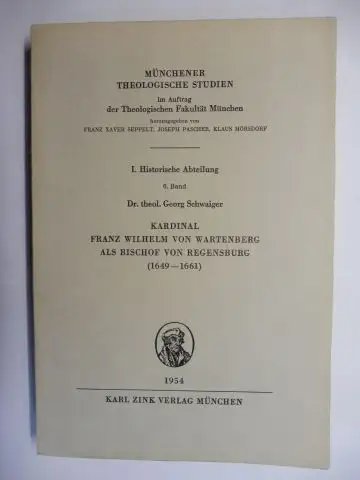 MÜNCHENER
THEOLOGISCHE STUDIEN
im Auftrag
der Theologischen Fakultät München
herausgegeben von
FRANZ XAVER SEPPELT, JOSEPH PASCHER, KLAUS MÖRSDORF
I. Historische Abteilung
6. Band
Dr. theol. Georg Schwaiger
KARDINAL
FRANZ WILHELM VON WARTENBERG
ALS BISCHOF VON REGENSBURG
(1649—1661)
1954
KARL ZINK VERLAG MÜNCHEN